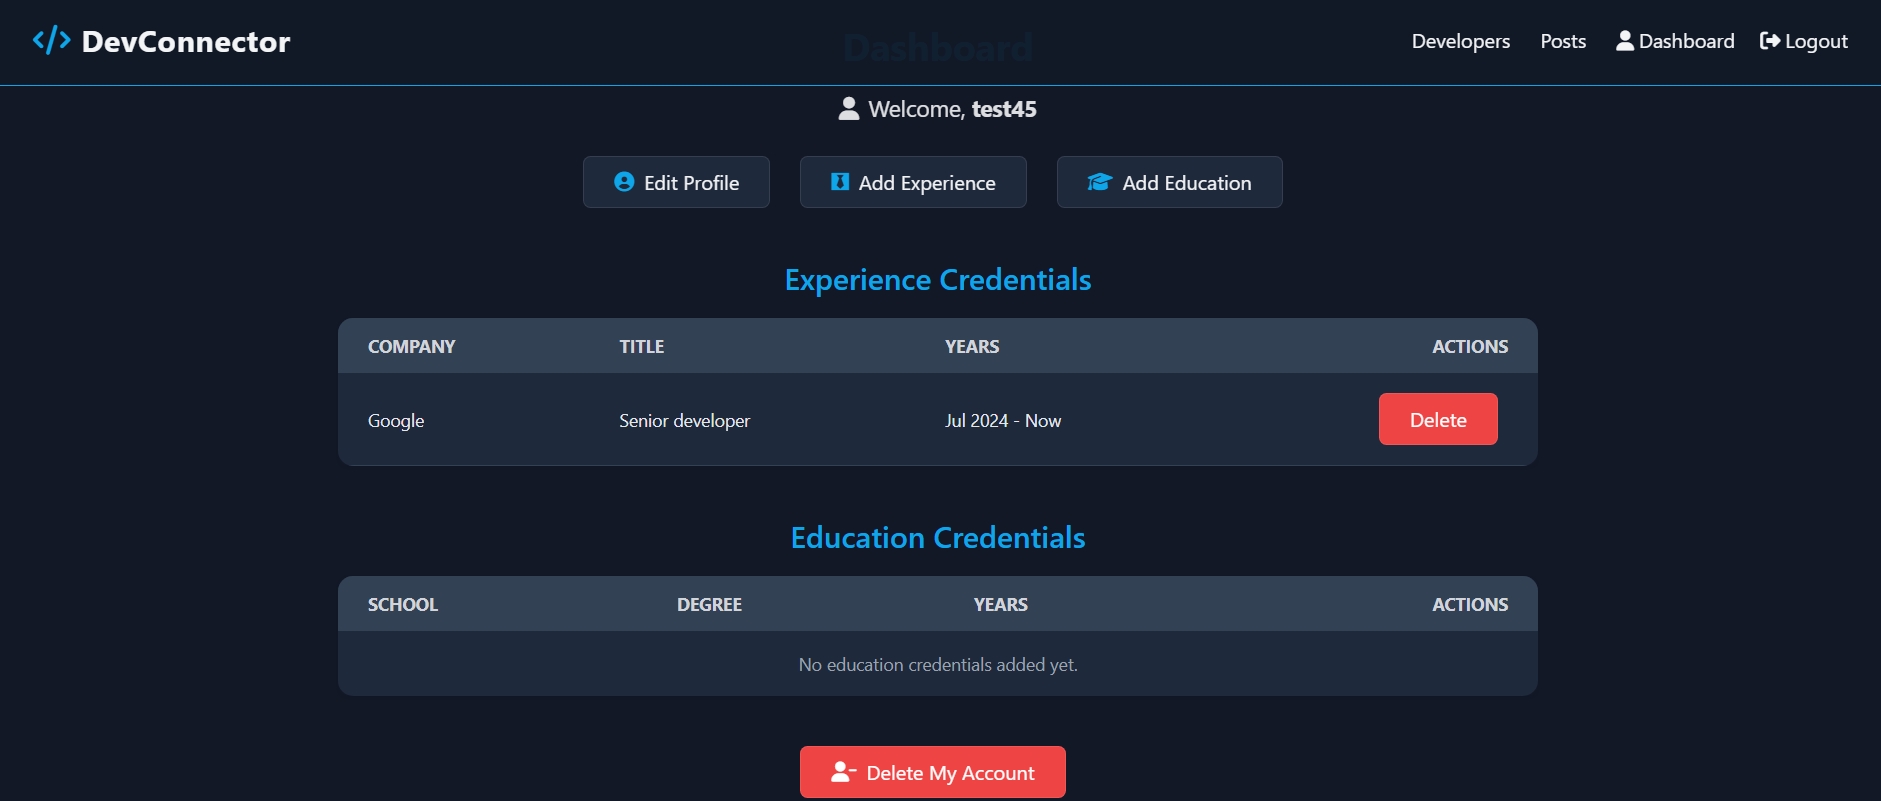 DevConnector
Dashboard
Developers Posts Dashboard Logout
Welcome, test45
Edit Profile Add Experience Add Education
Experience Credentials
COMPANY TITLE YEARS ACTIONS
Google Senior developer Jul 2024 - Now Delete
Education Credentials
SCHOOL DEGREE YEARS ACTIONS
No education credentials added yet.
Delete My Account